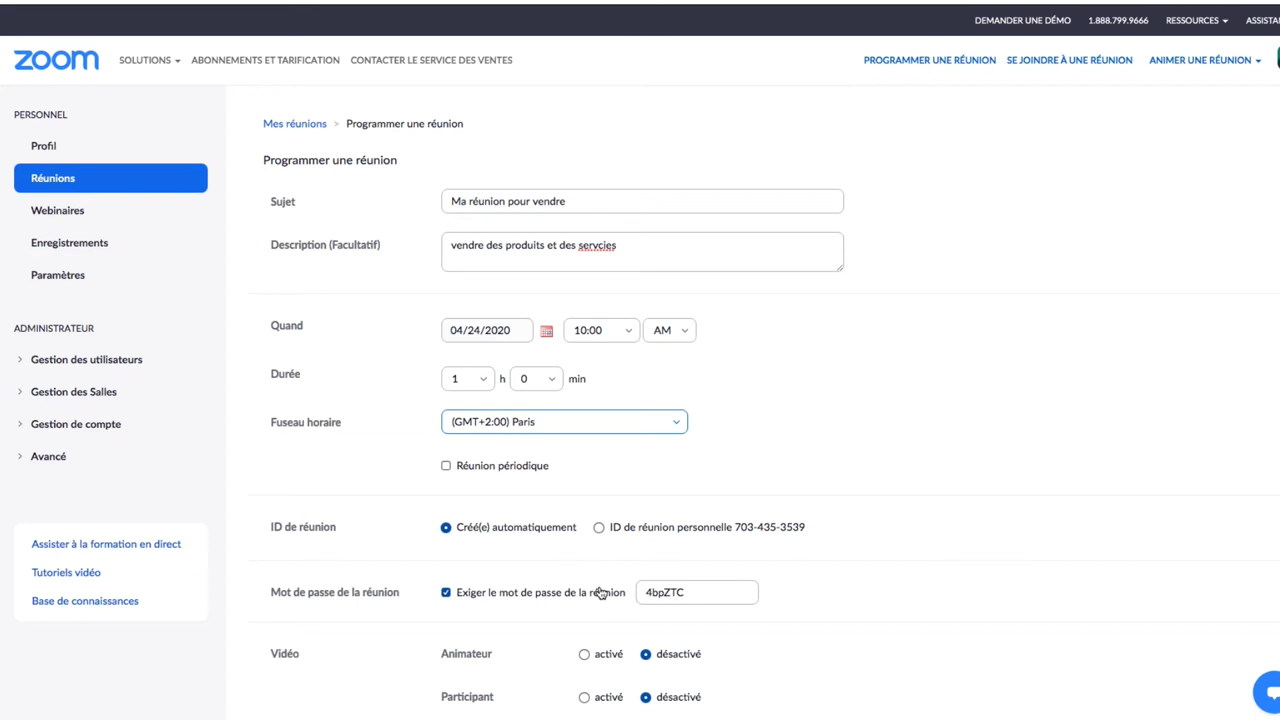 DEMANDER UNE DÉMO 1.888.799.9666 RESSOURCES
zoom SOLUTIONS ABONNEMENTS ET TARIFICATION CONTACTER LE SERVICE DES VENTES PROGRAMMER UNE RÉUNION SE JOINDRE À UNE RÉUNION ANIMER UNE RÉUNION
PERSONNEL
Profil
Réunions
Webinaires
Enregistrements
Paramètres
ADMINISTRATEUR
Gestion des utilisateurs
Gestion des Salles
Gestion de compte
Avancé
Assister à la formation en direct
Tutoriels vidéo
Base de connaissances
Mes réunions > Programmer une réunion
Programmer une réunion
Sujet Ma réunion pour vendre
Description (Facultatif) vendre des produits et des servcies
Quand 04/24/2020 10:00 AM
Durée 1 h 0 min
Fuseau horaire (GMT+2:00) Paris
Réunion périodique
ID de réunion Créé(e) automatiquement ID de réunion personnelle 703-435-3539
Mot de passe de la réunion Exiger le mot de passe de la réunion 4bpZTC
Vidéo Animateur activé désactivé
Participant activé désactivé